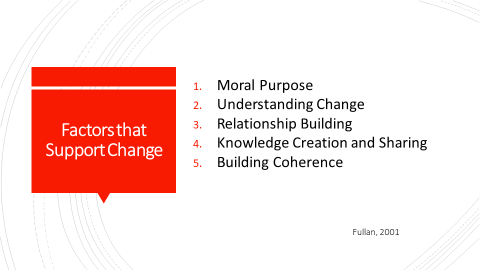 Factors that
Support Change
1. Moral Purpose
2. Understanding Change
3. Relationship Building
4. Knowledge Creation and Sharing
5. Building Coherence
Fullan, 2001